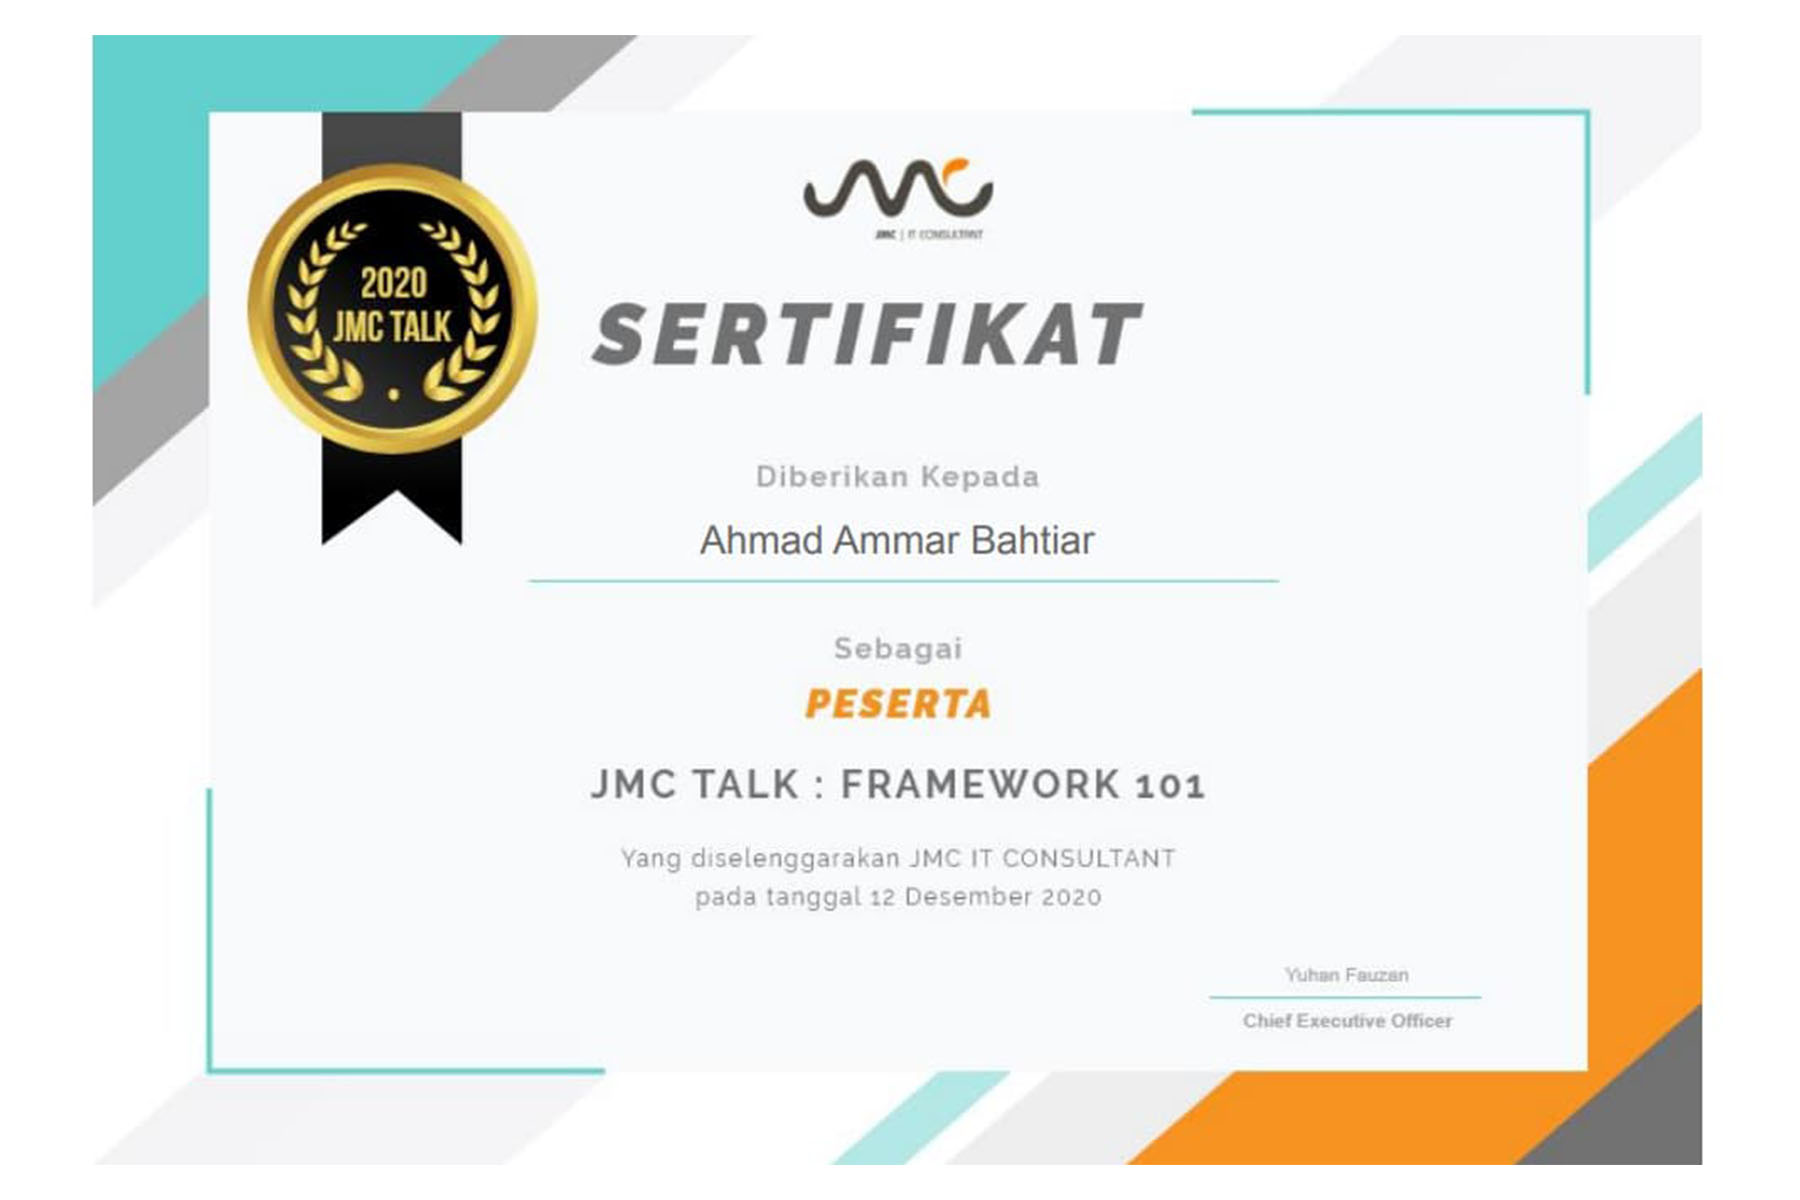 JMC | IT CONSULTANT
2020
JMC TALK
SERTIFIKAT
Diberikan Kepada
Ahmad Ammar Bahtiar
Sebagai
PESERTA
JMC TALK : FRAMEWORK 101
Yang diselenggarakan JMC IT CONSULTANT
pada tanggal 12 Desember 2020
Yuhan Fauzan
Chief Executive Officer